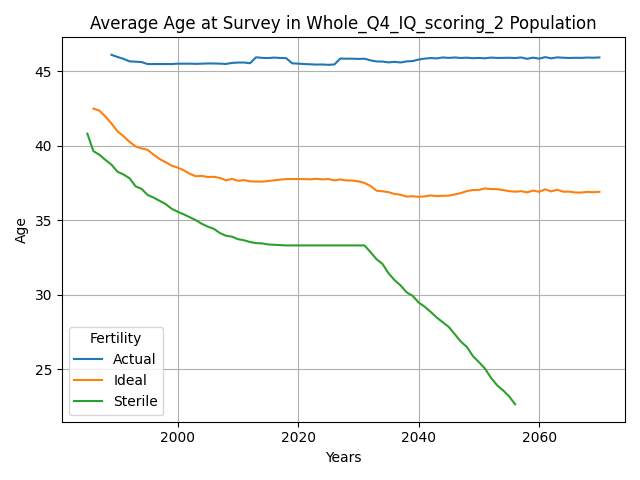 Average Age at Survey in Whole_Q4_IQ_scoring_2 Population
Age
45
40
35
30
25
Fertility
Actual
Ideal
Sterile
2000
2020
2040
2060
Years